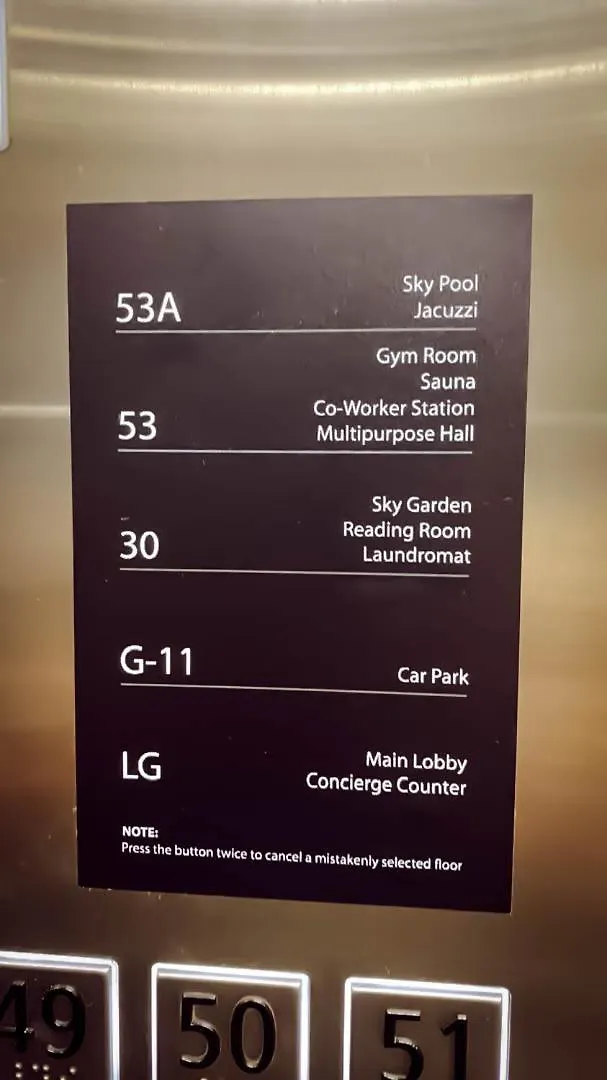 53A
Sky Pool
Jacuzzi
53
Gym Room
Sauna
Co-Worker Station
Multipurpose Hall
30
Sky Garden
Reading Room
Laundromat
G-11
Car Park
LG
Main Lobby
Concierge Counter
NOTE:
Press the button twice to cancel a mistakenly selected floor
49
50
51